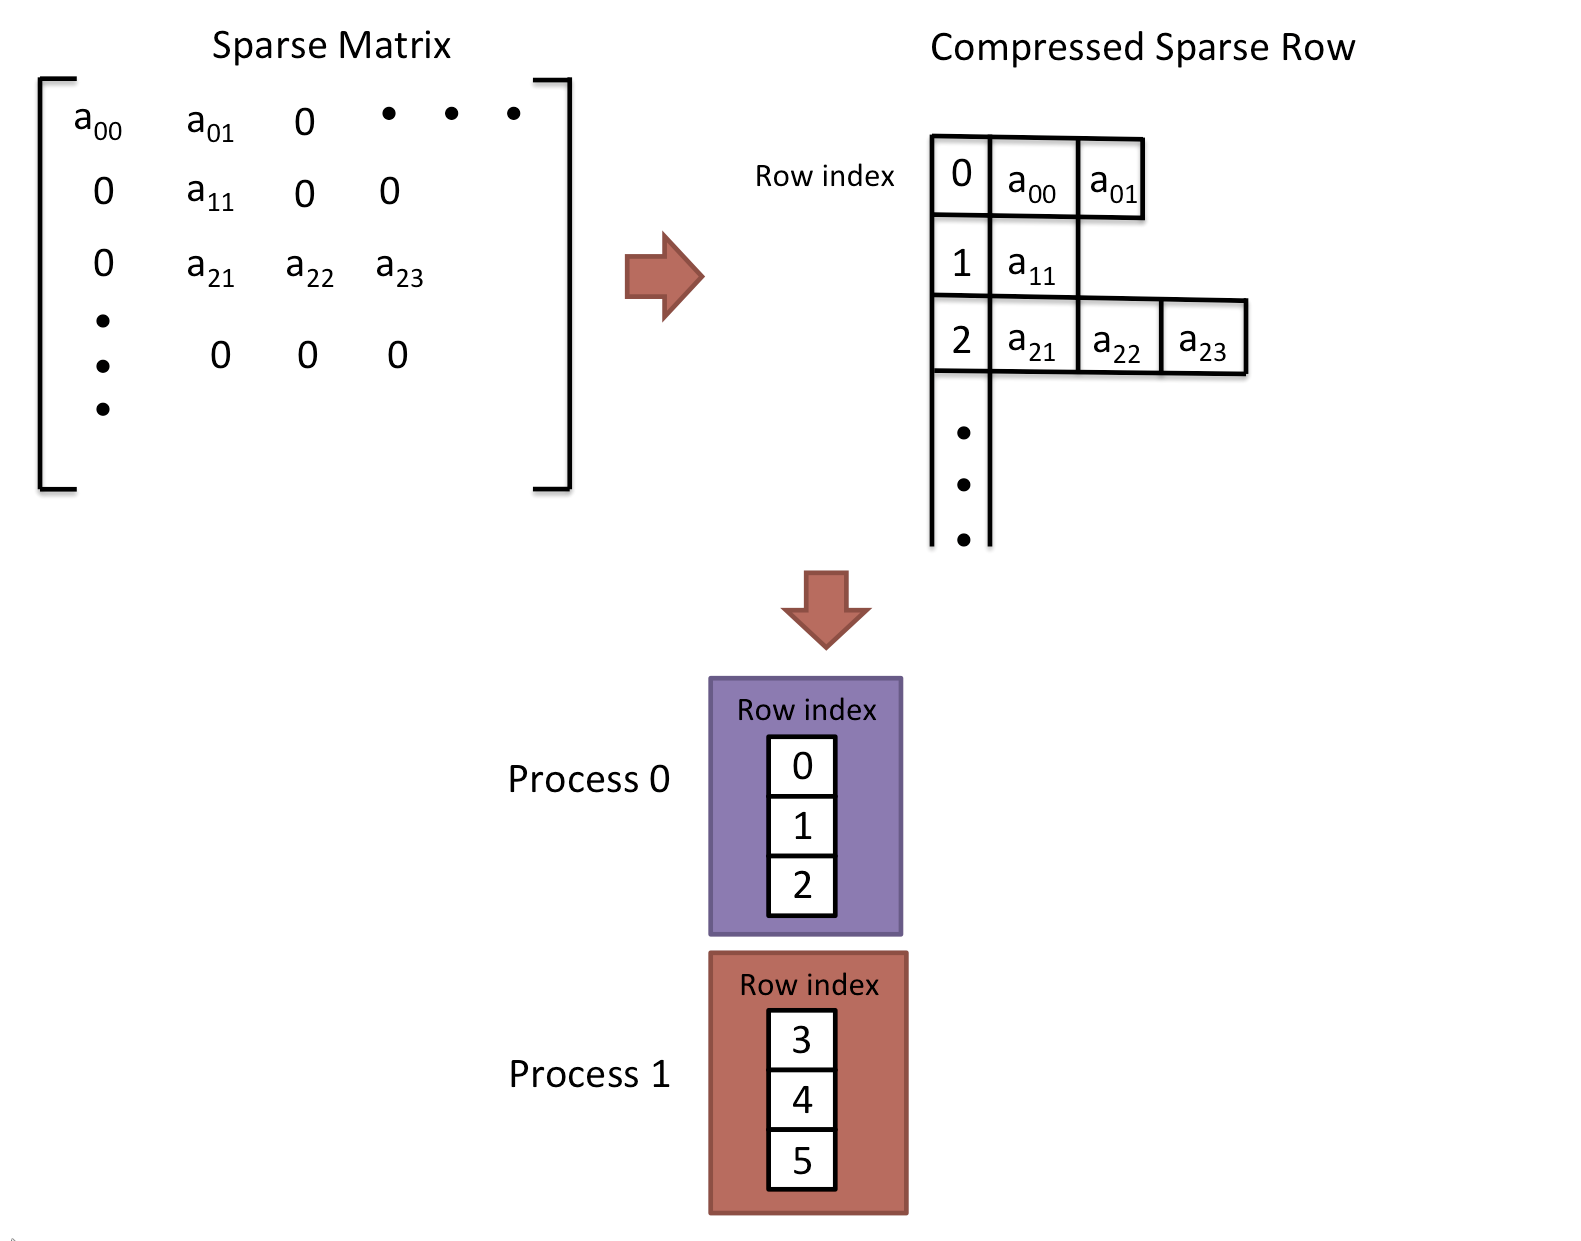 Sparse Matrix
a00 a01 0 • • •
0 a11 0 0
0 a21 a22 a23
•
• 0 0 0
•
Compressed Sparse Row
Row index 0 a00 a01
1 a11
2 a21 a22 a23
•
•
•
Process 0
Row index
0
1
2
Process 1
Row index
3
4
5